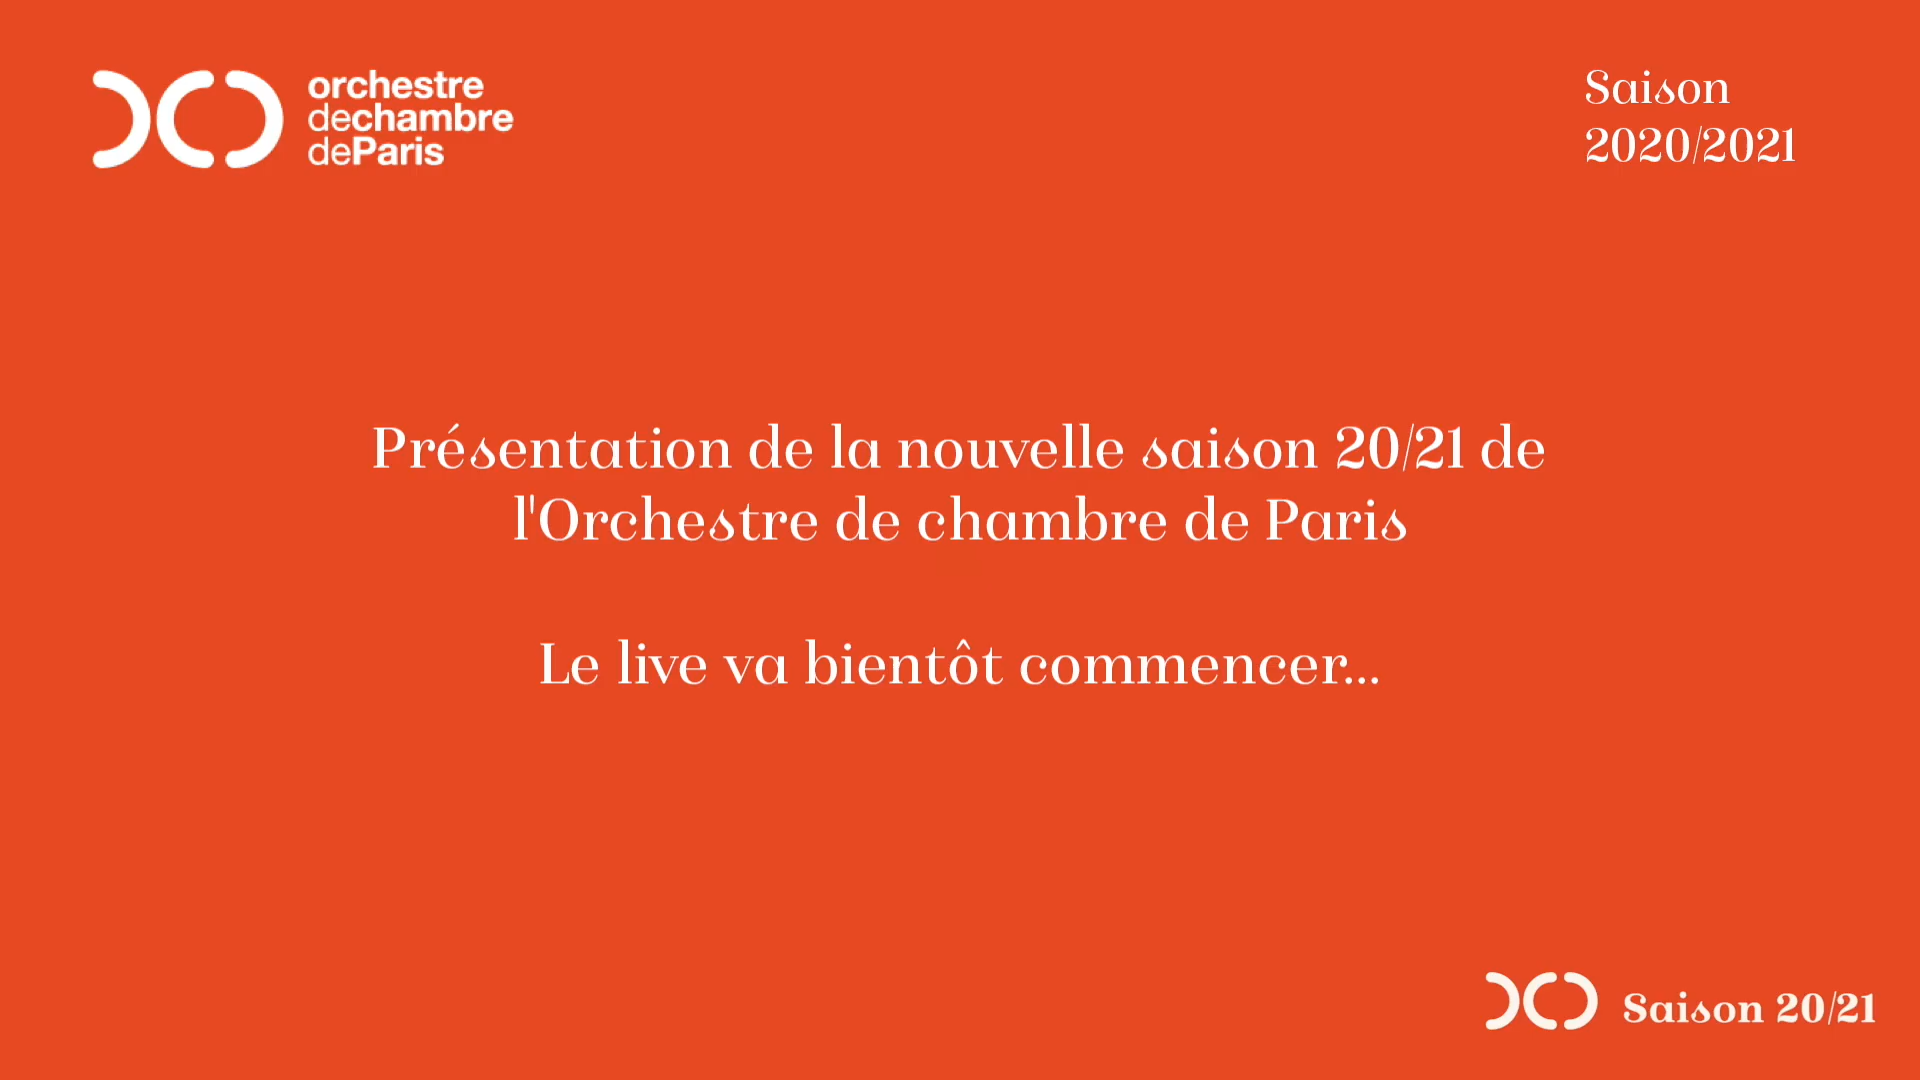 orchestre
dechambre
deParis
Saison
2020/2021
Présentation de la nouvelle saison 20/21 de
l'Orchestre de chambre de Paris
Le live va bientôt commencer...
Saison 20/21